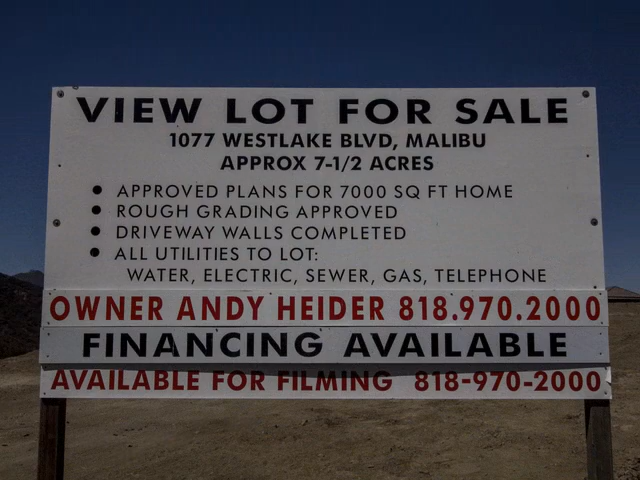 VIEW LOT FOR SALE
1077 WESTLAKE BLVD, MALIBU
APPROX 7-1/2 ACRES
• APPROVED PLANS FOR 7000 SQ FT HOME
• ROUGH GRADING APPROVED
• DRIVEWAY WALLS COMPLETED
• ALL UTILITIES TO LOT:
WATER, ELECTRIC, SEWER, GAS, TELEPHONE
OWNER ANDY HEIDER 818.970.2000
FINANCING AVAILABLE
AVAILABLE FOR FILMING 818-970-2000